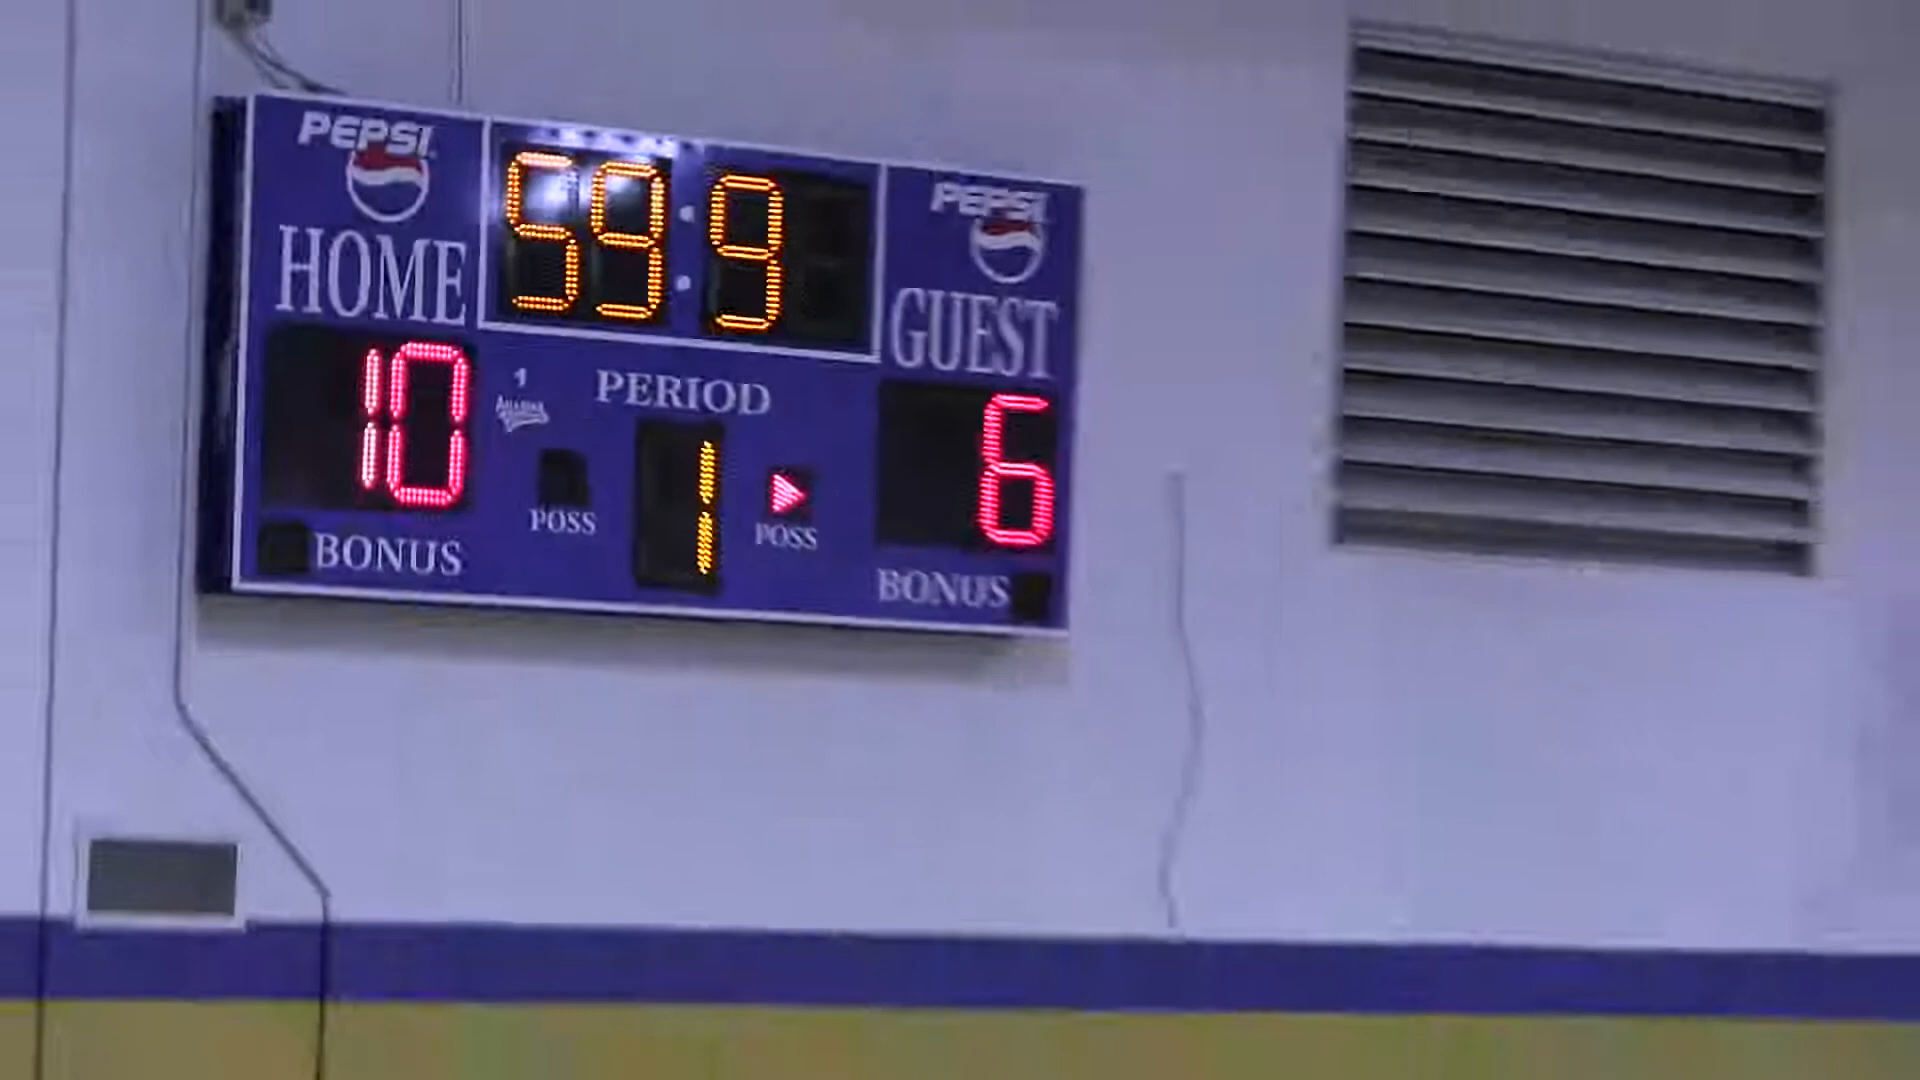 PEPSI
PEPSI
59:9
HOME
GUEST
10
PERIOD
6
1
POSS
POSS
BONUS
BONUS